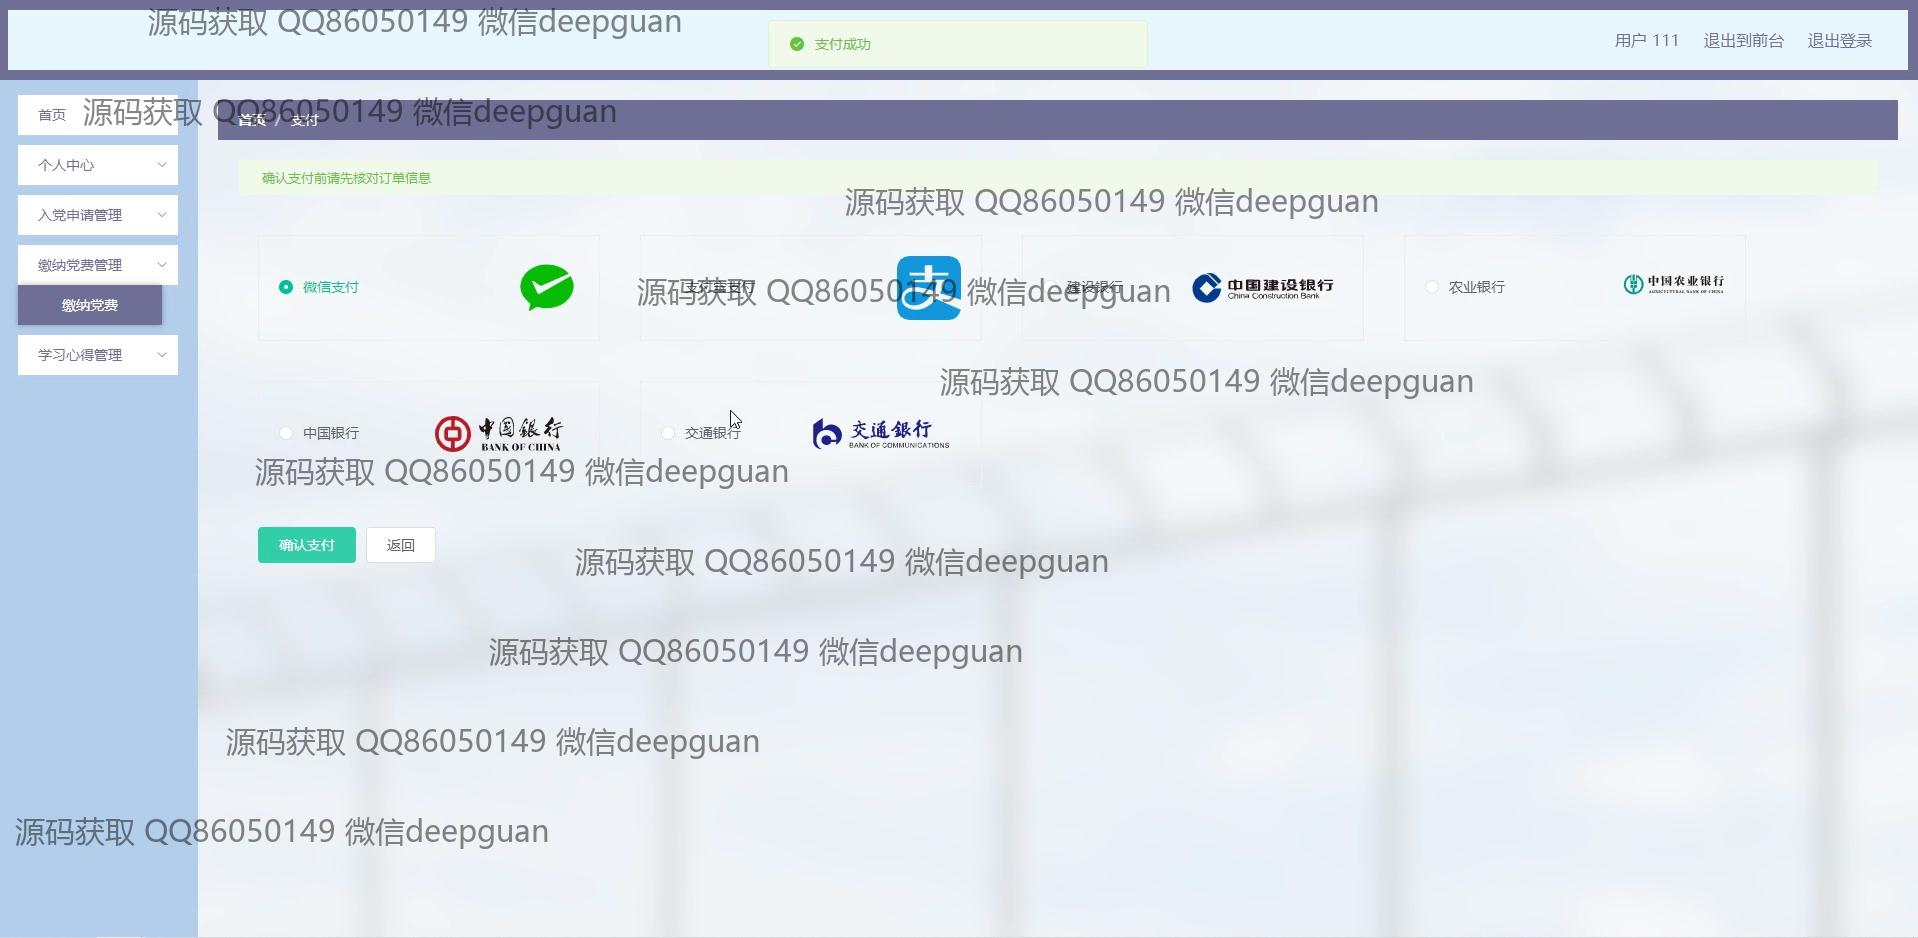 源码获取 QQ86050149 微信deepguan
支付成功
用户 111
退出到前台
退出登录
首页
源码获取 QQ86050149 微信deepguan
首页 / 支付
个人中心
确认支付前请先核对订单信息
源码获取 QQ86050149 微信deepguan
入党申请管理
缴纳党费管理
缴纳党费
学习心得管理
微信支付
支付宝支付
源码获取 QQ86050149 微信deepguan
建设银行
中国建设银行
China Construction Bank
农业银行
中国农业银行
AGRICULTURAL BANK OF CHINA
源码获取 QQ86050149 微信deepguan
中国银行
中国銀行
BANK OF CHINA
交通银行
交通銀行
BANK OF COMMUNICATIONS
源码获取 QQ86050149 微信deepguan
确认支付
返回
源码获取 QQ86050149 微信deepguan
源码获取 QQ86050149 微信deepguan
源码获取 QQ86050149 微信deepguan
源码获取 QQ86050149 微信deepguan